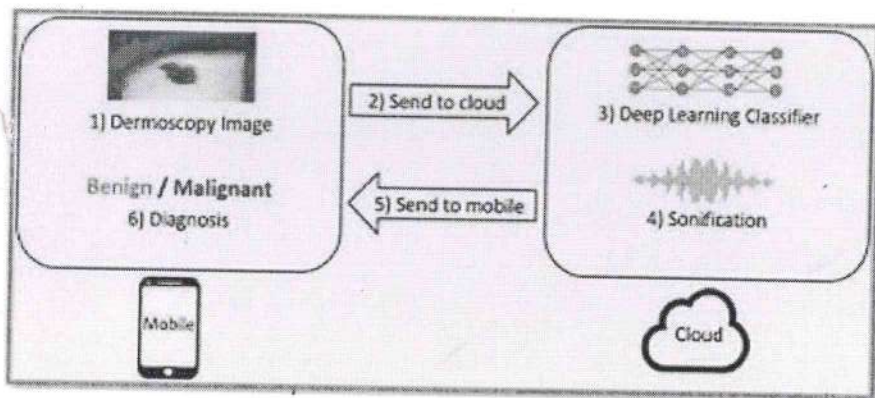 1) Dermoscopy Image
Benign / Malignant
6) Diagnosis
2) Send to cloud
5) Send to mobile
3) Deep Learning Classifier
4) Sonification
Mobile
Cloud